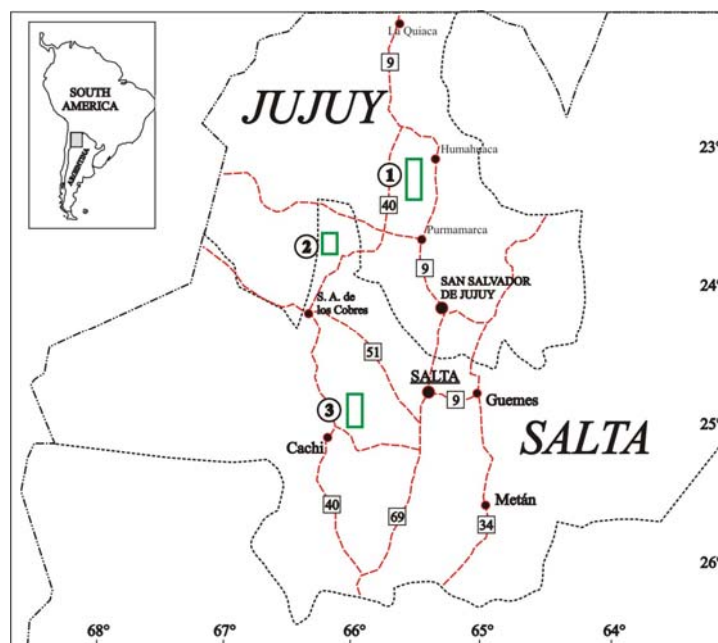 SOUTH
AMERICA
ARGENTINA
La Quiaca
9
JUJUY
Humahuaca
23°
1
40
2
Purmamarca
9
SAN SALVADOR
DE JUJUY
24°
S. A. de
los Cobres
51
SALTA
9
Guemes
3
25°
Cachi
SALTA
40
69
Metán
34
26°
68°
67°
66°
65°
64°